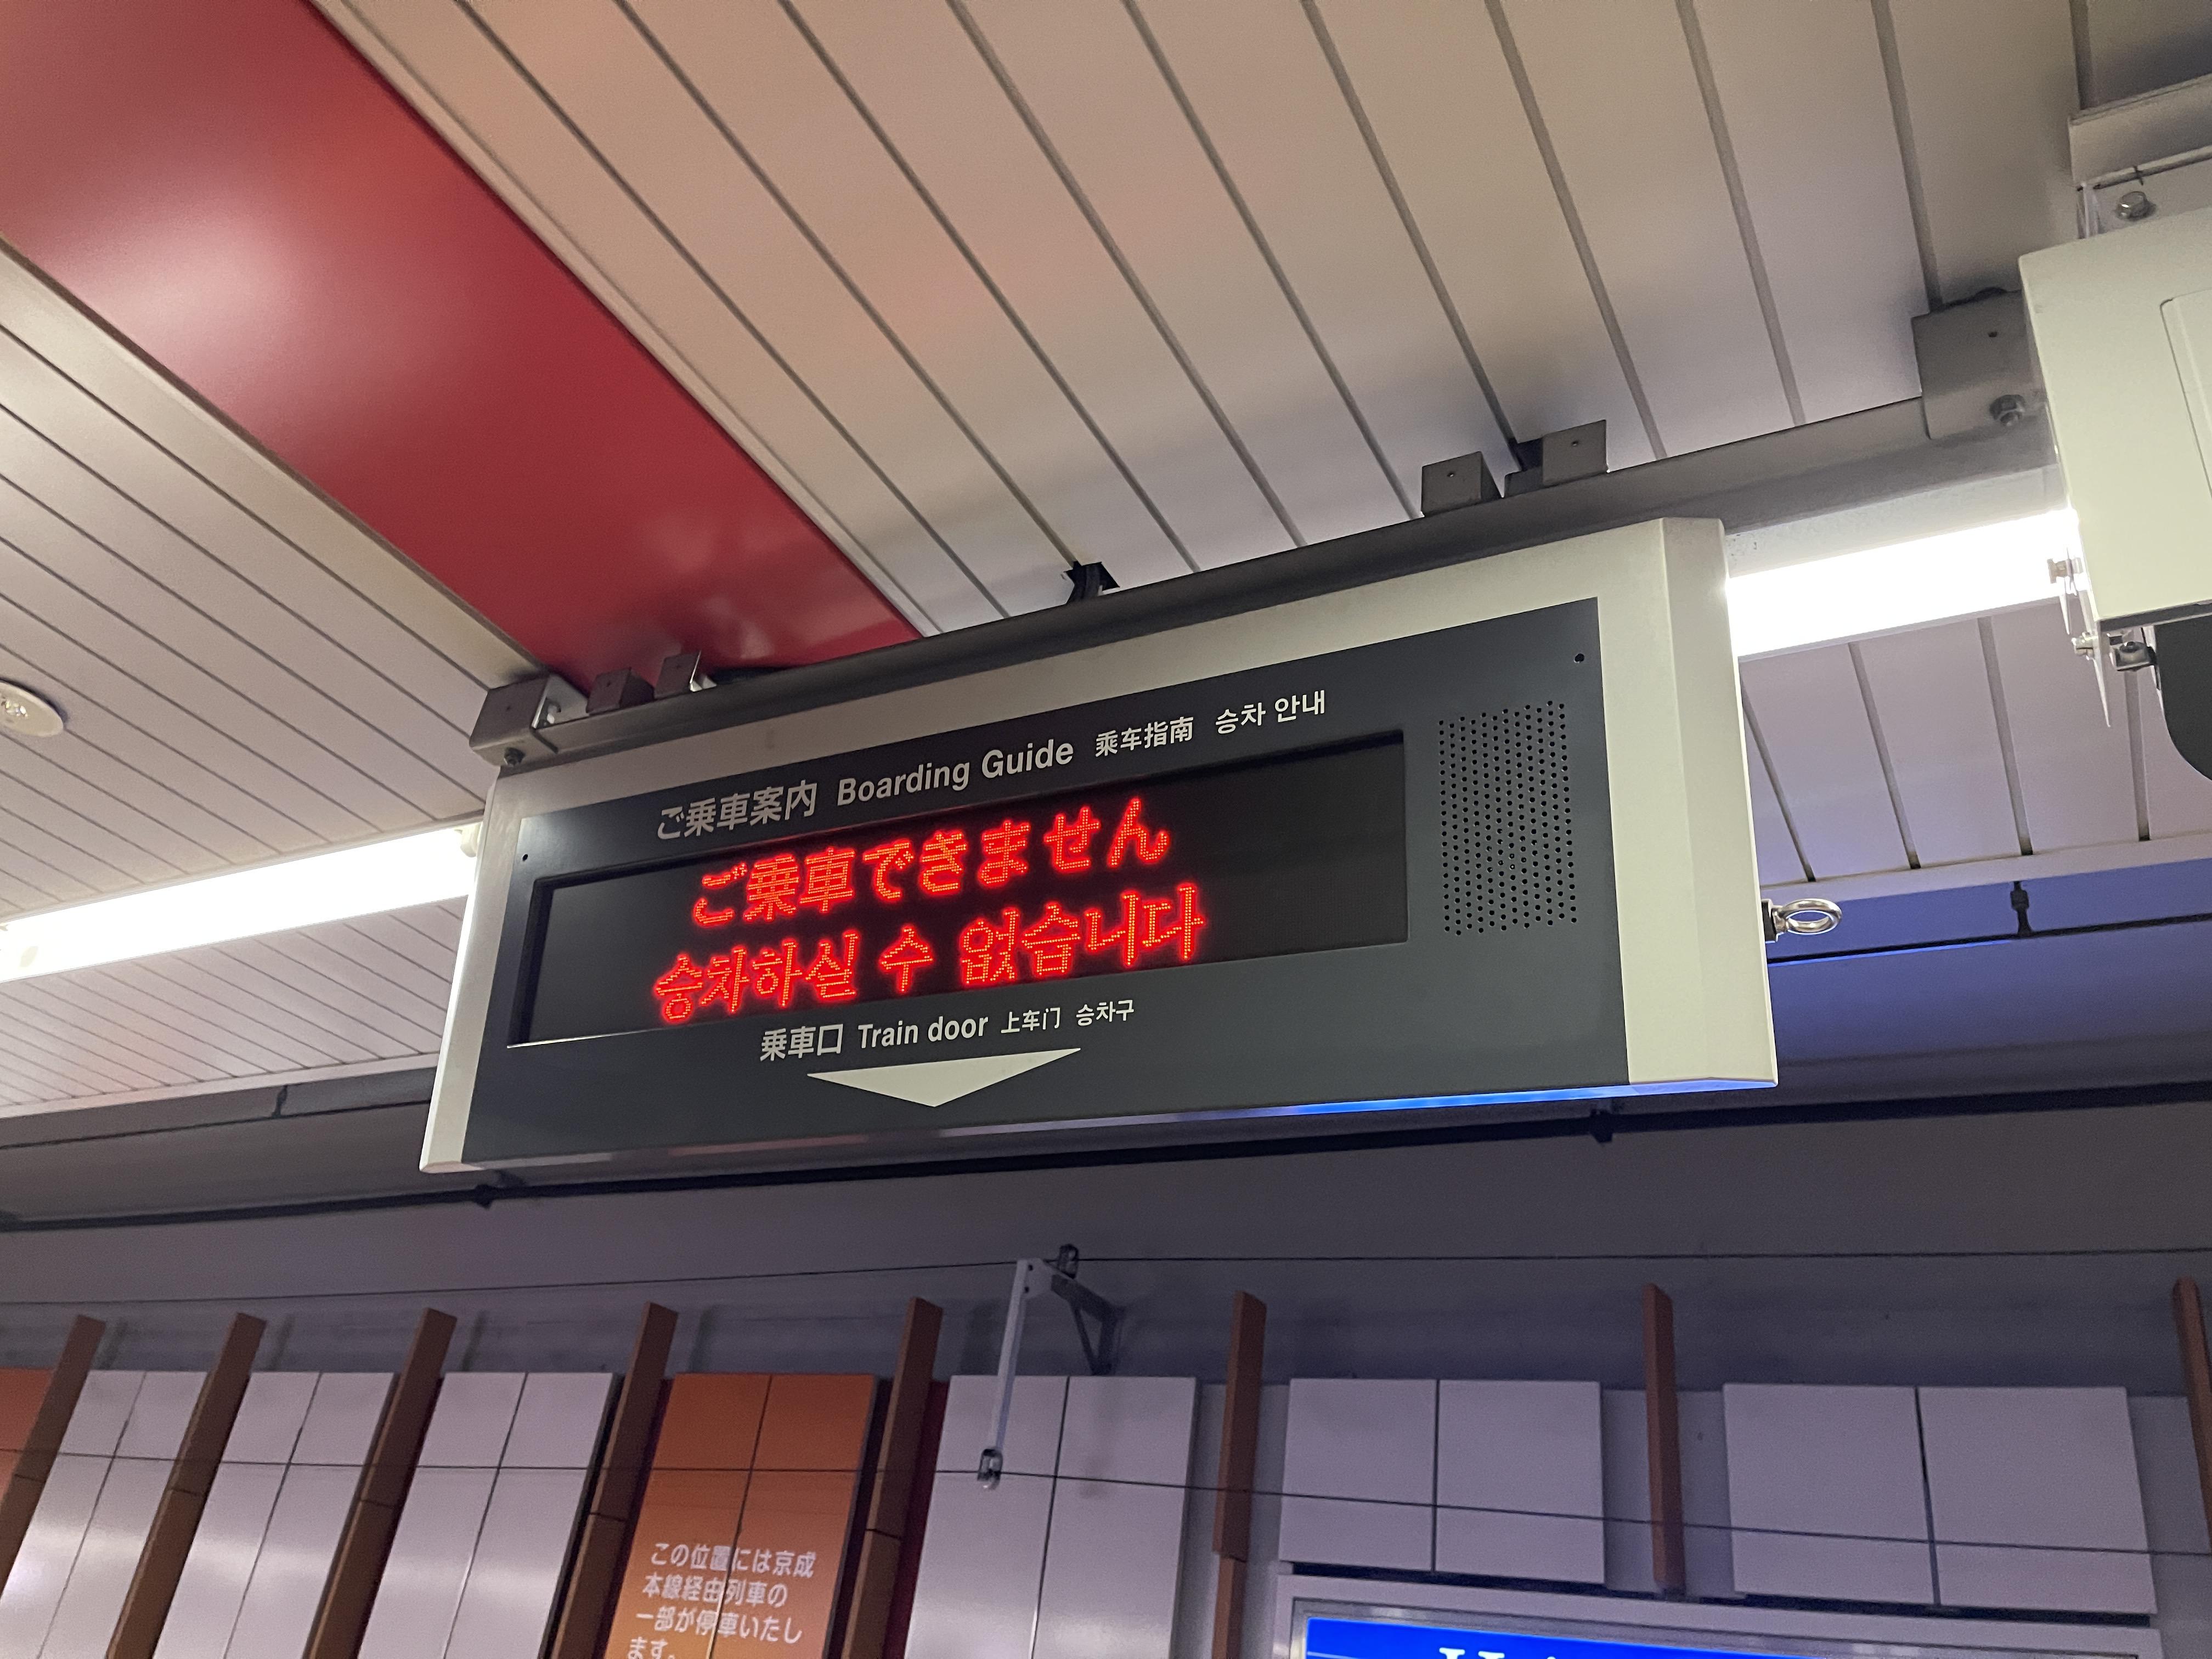 ご乗車案内 Boarding Guide 乘车指南 승차 안내
ご乗車できません
승차하실 수 없습니다
乗車口 Train door 上车门 승차구
この位置には京成
本線経由列車の
一部が停車いたし
ます。